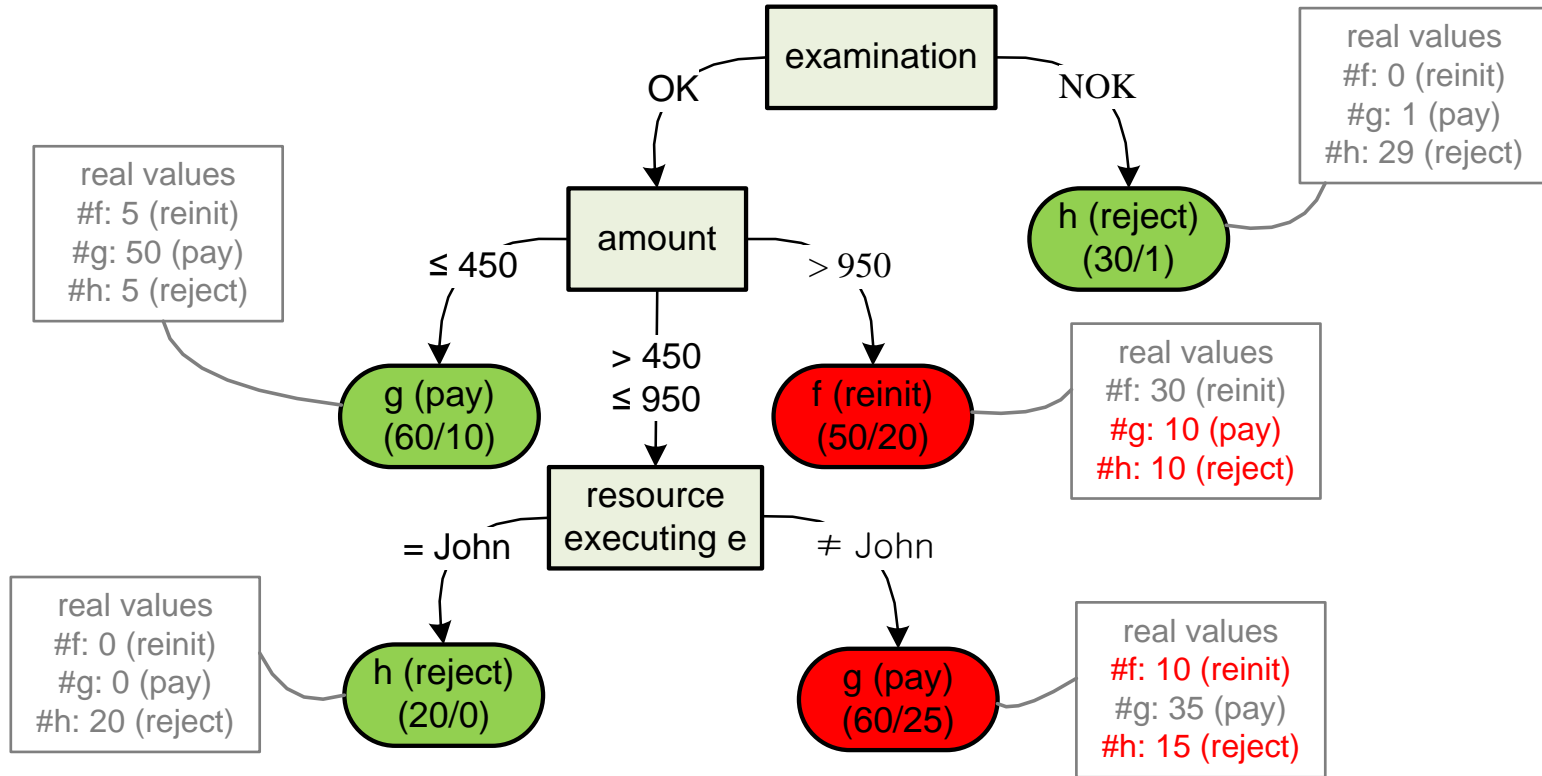 examination
OK
NOK
real values
#f: 0 (reinit)
#g: 1 (pay)
#h: 29 (reject)
real values
#f: 5 (reinit)
#g: 50 (pay)
#h: 5 (reject)
amount
h (reject)
(30/1)
≤ 450
> 950
> 450
≤ 950
g (pay)
(60/10)
f (reinit)
(50/20)
real values
#f: 30 (reinit)
#g: 10 (pay)
#h: 10 (reject)
resource
executing e
= John
≠ John
real values
#f: 0 (reinit)
#g: 0 (pay)
#h: 20 (reject)
h (reject)
(20/0)
g (pay)
(60/25)
real values
#f: 10 (reinit)
#g: 35 (pay)
#h: 15 (reject)